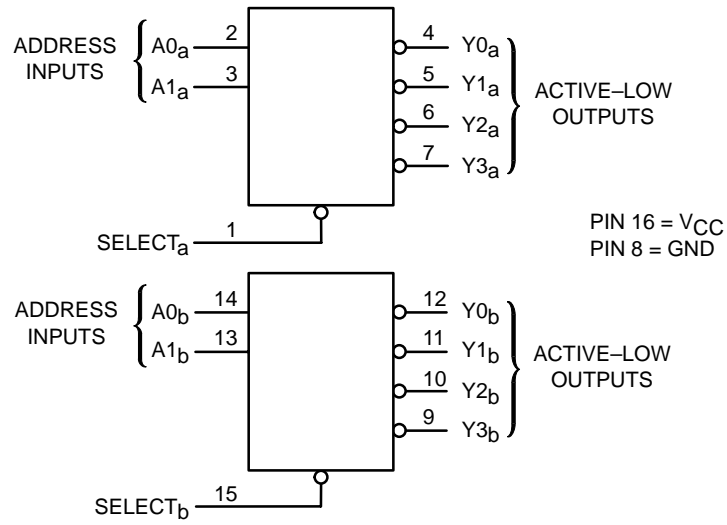 ADDRESS
INPUTS
A0a 2
A1a 3
4 Y0a
5 Y1a
6 Y2a
7 Y3a
ACTIVE–LOW
OUTPUTS
SELECTa 1
PIN 16 = VCC
PIN 8 = GND
ADDRESS
INPUTS
A0b 14
A1b 13
12 Y0b
11 Y1b
10 Y2b
9 Y3b
ACTIVE–LOW
OUTPUTS
SELECTb 15